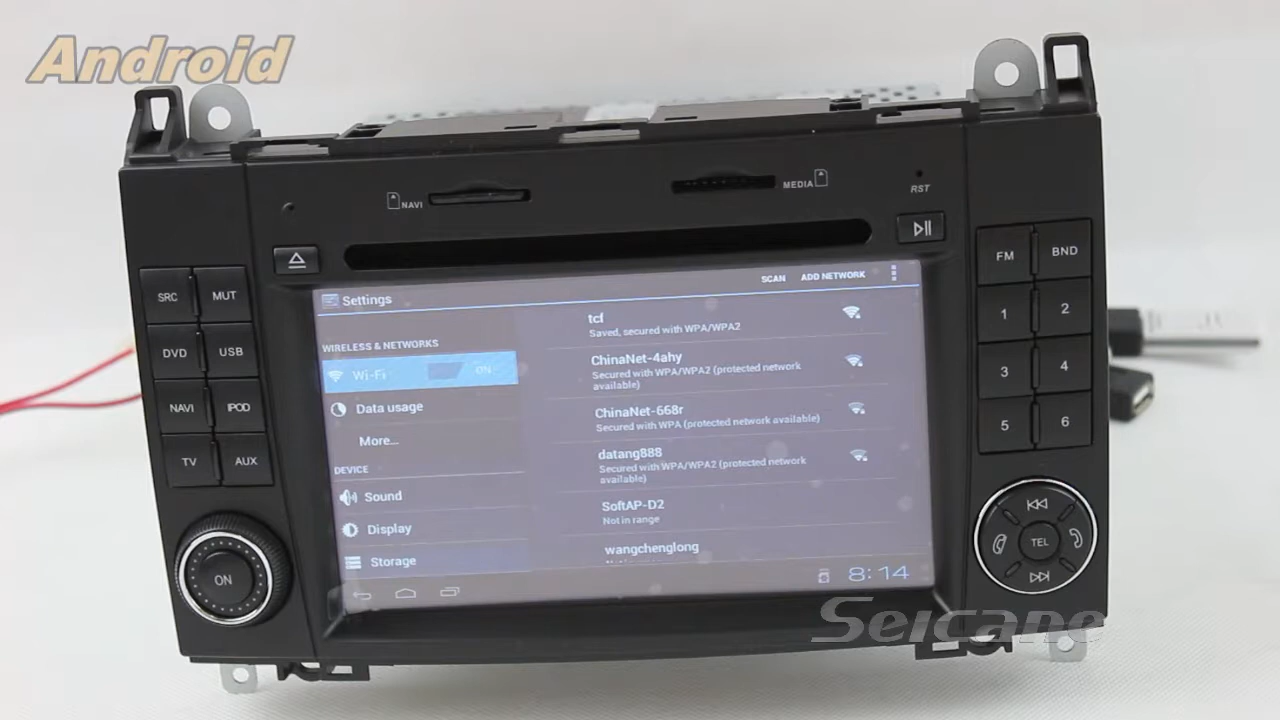 Android
NAVI
MEDIA
RST
SRC
MUT
DVD
USB
NAVI
IPOD
TV
AUX
ON
FM
BND
1
2
3
4
5
6
TEL
Settings
SCAN
ADD NETWORK
WIRELESS & NETWORKS
Wi-Fi
ON
Data usage
More...
DEVICE
Sound
Display
Storage
tcl
Saved, secured with WPA/WPA2
ChinaNet-4ahy
Secured with WPA/WPA2 (protected network
available)
ChinaNet-668r
Secured with WPA (protected network available)
datang888
Secured with WPA/WPA2 (protected network
available)
SoftAP-D2
Not in range
wangchenglong
8:14
Seicane